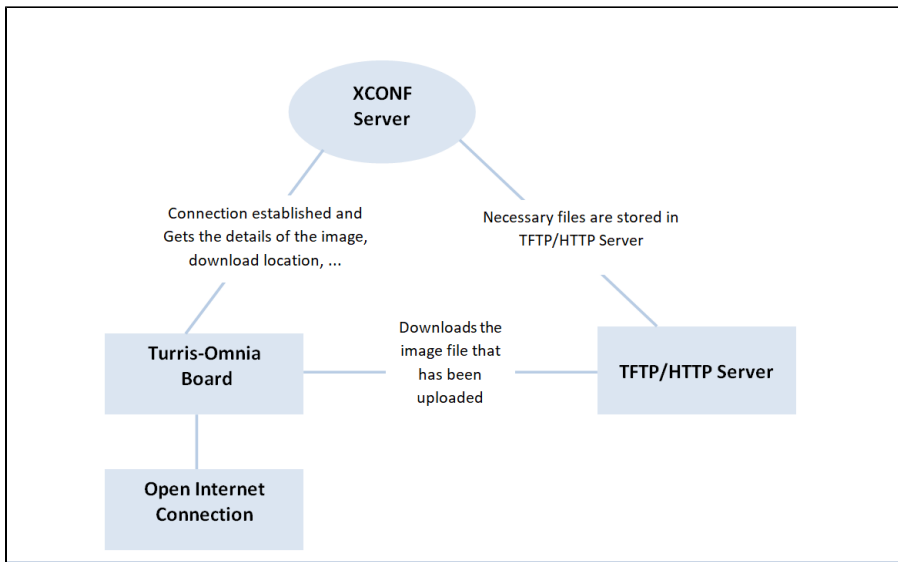 XCONF
Server
Connection established and
Gets the details of the image,
download location, ...
Necessary files are stored in
TFTP/HTTP Server
Turris-Omnia
Board
Downloads the
image file that
has been
uploaded
TFTP/HTTP Server
Open Internet
Connection